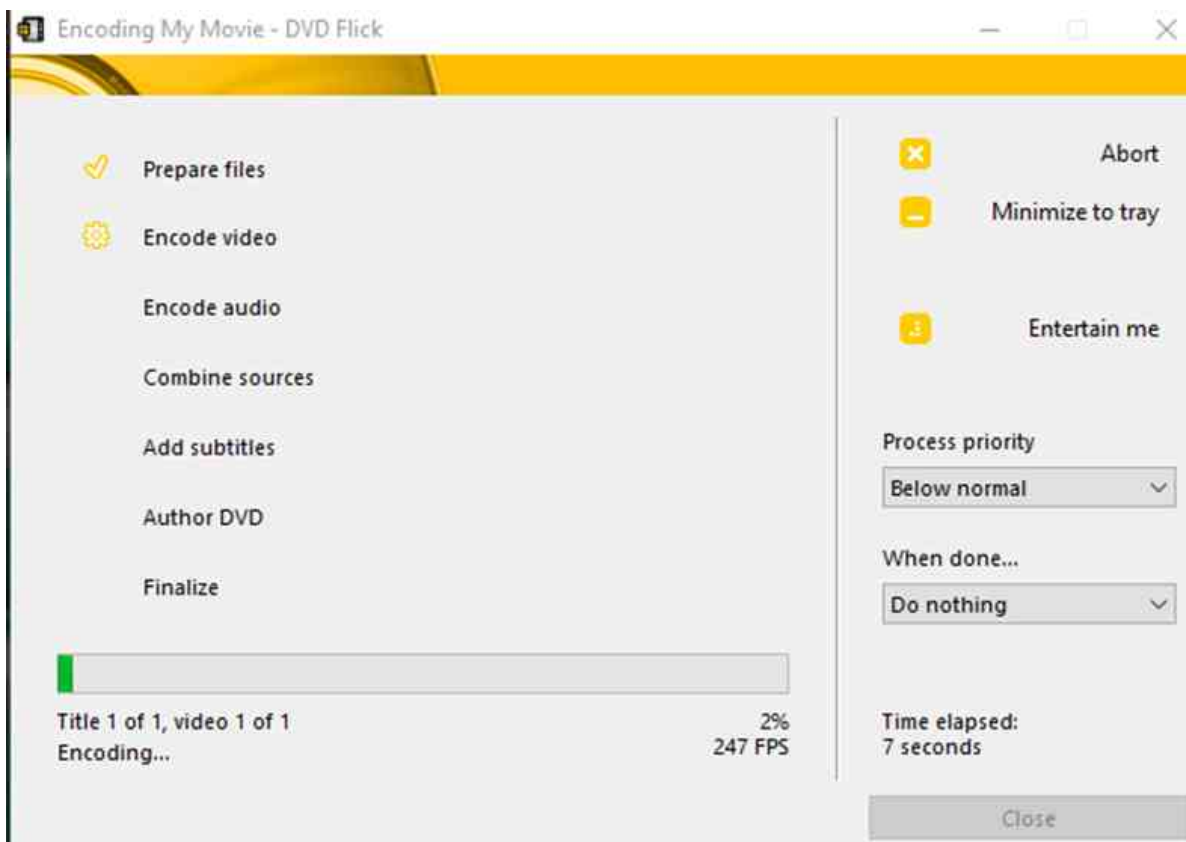 Encoding My Movie - DVD Flick
Prepare files
Encode video
Encode audio
Combine sources
Add subtitles
Author DVD
Finalize
Title 1 of 1, video 1 of 1
2%
Encoding...
247 FPS
Abort
Minimize to tray
Entertain me
Process priority
Below normal
When done...
Do nothing
Time elapsed:
7 seconds
Close